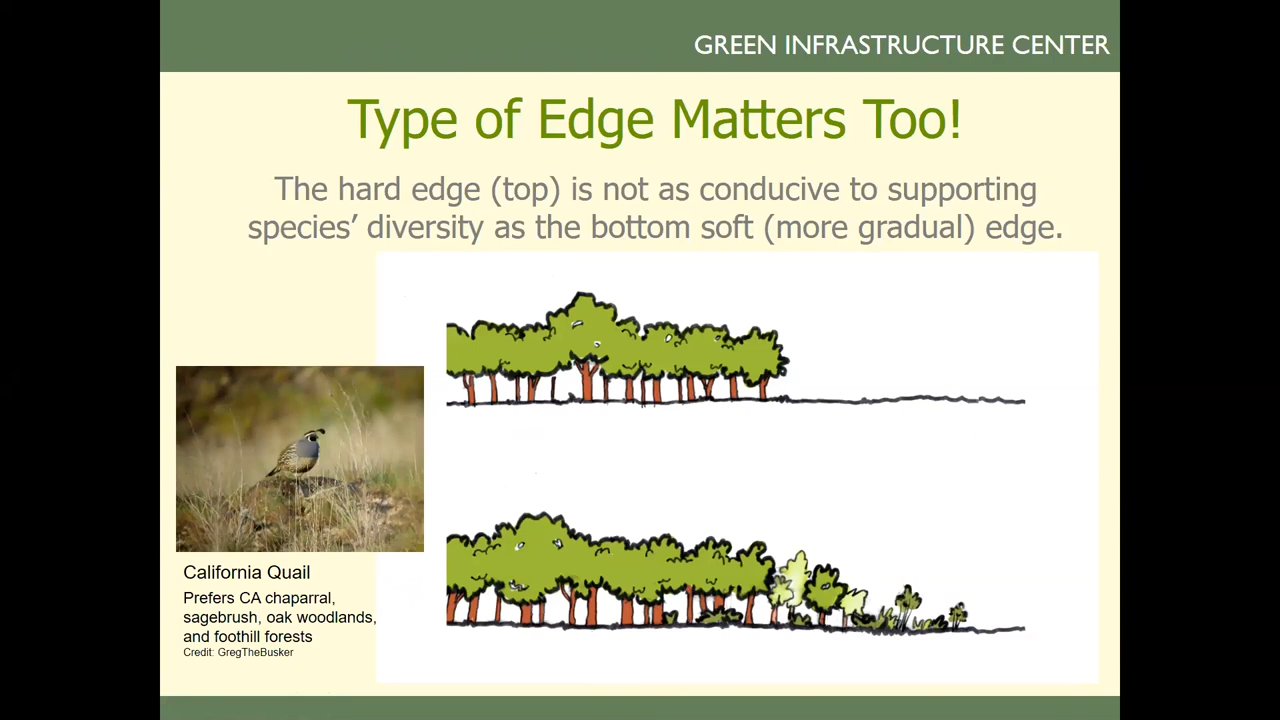 GREEN INFRASTRUCTURE CENTER
Type of Edge Matters Too!
The hard edge (top) is not as conducive to supporting
species’ diversity as the bottom soft (more gradual) edge.
California Quail
Prefers CA chaparral,
sagebrush, oak woodlands,
and foothill forests
Credit: GregTheBusker